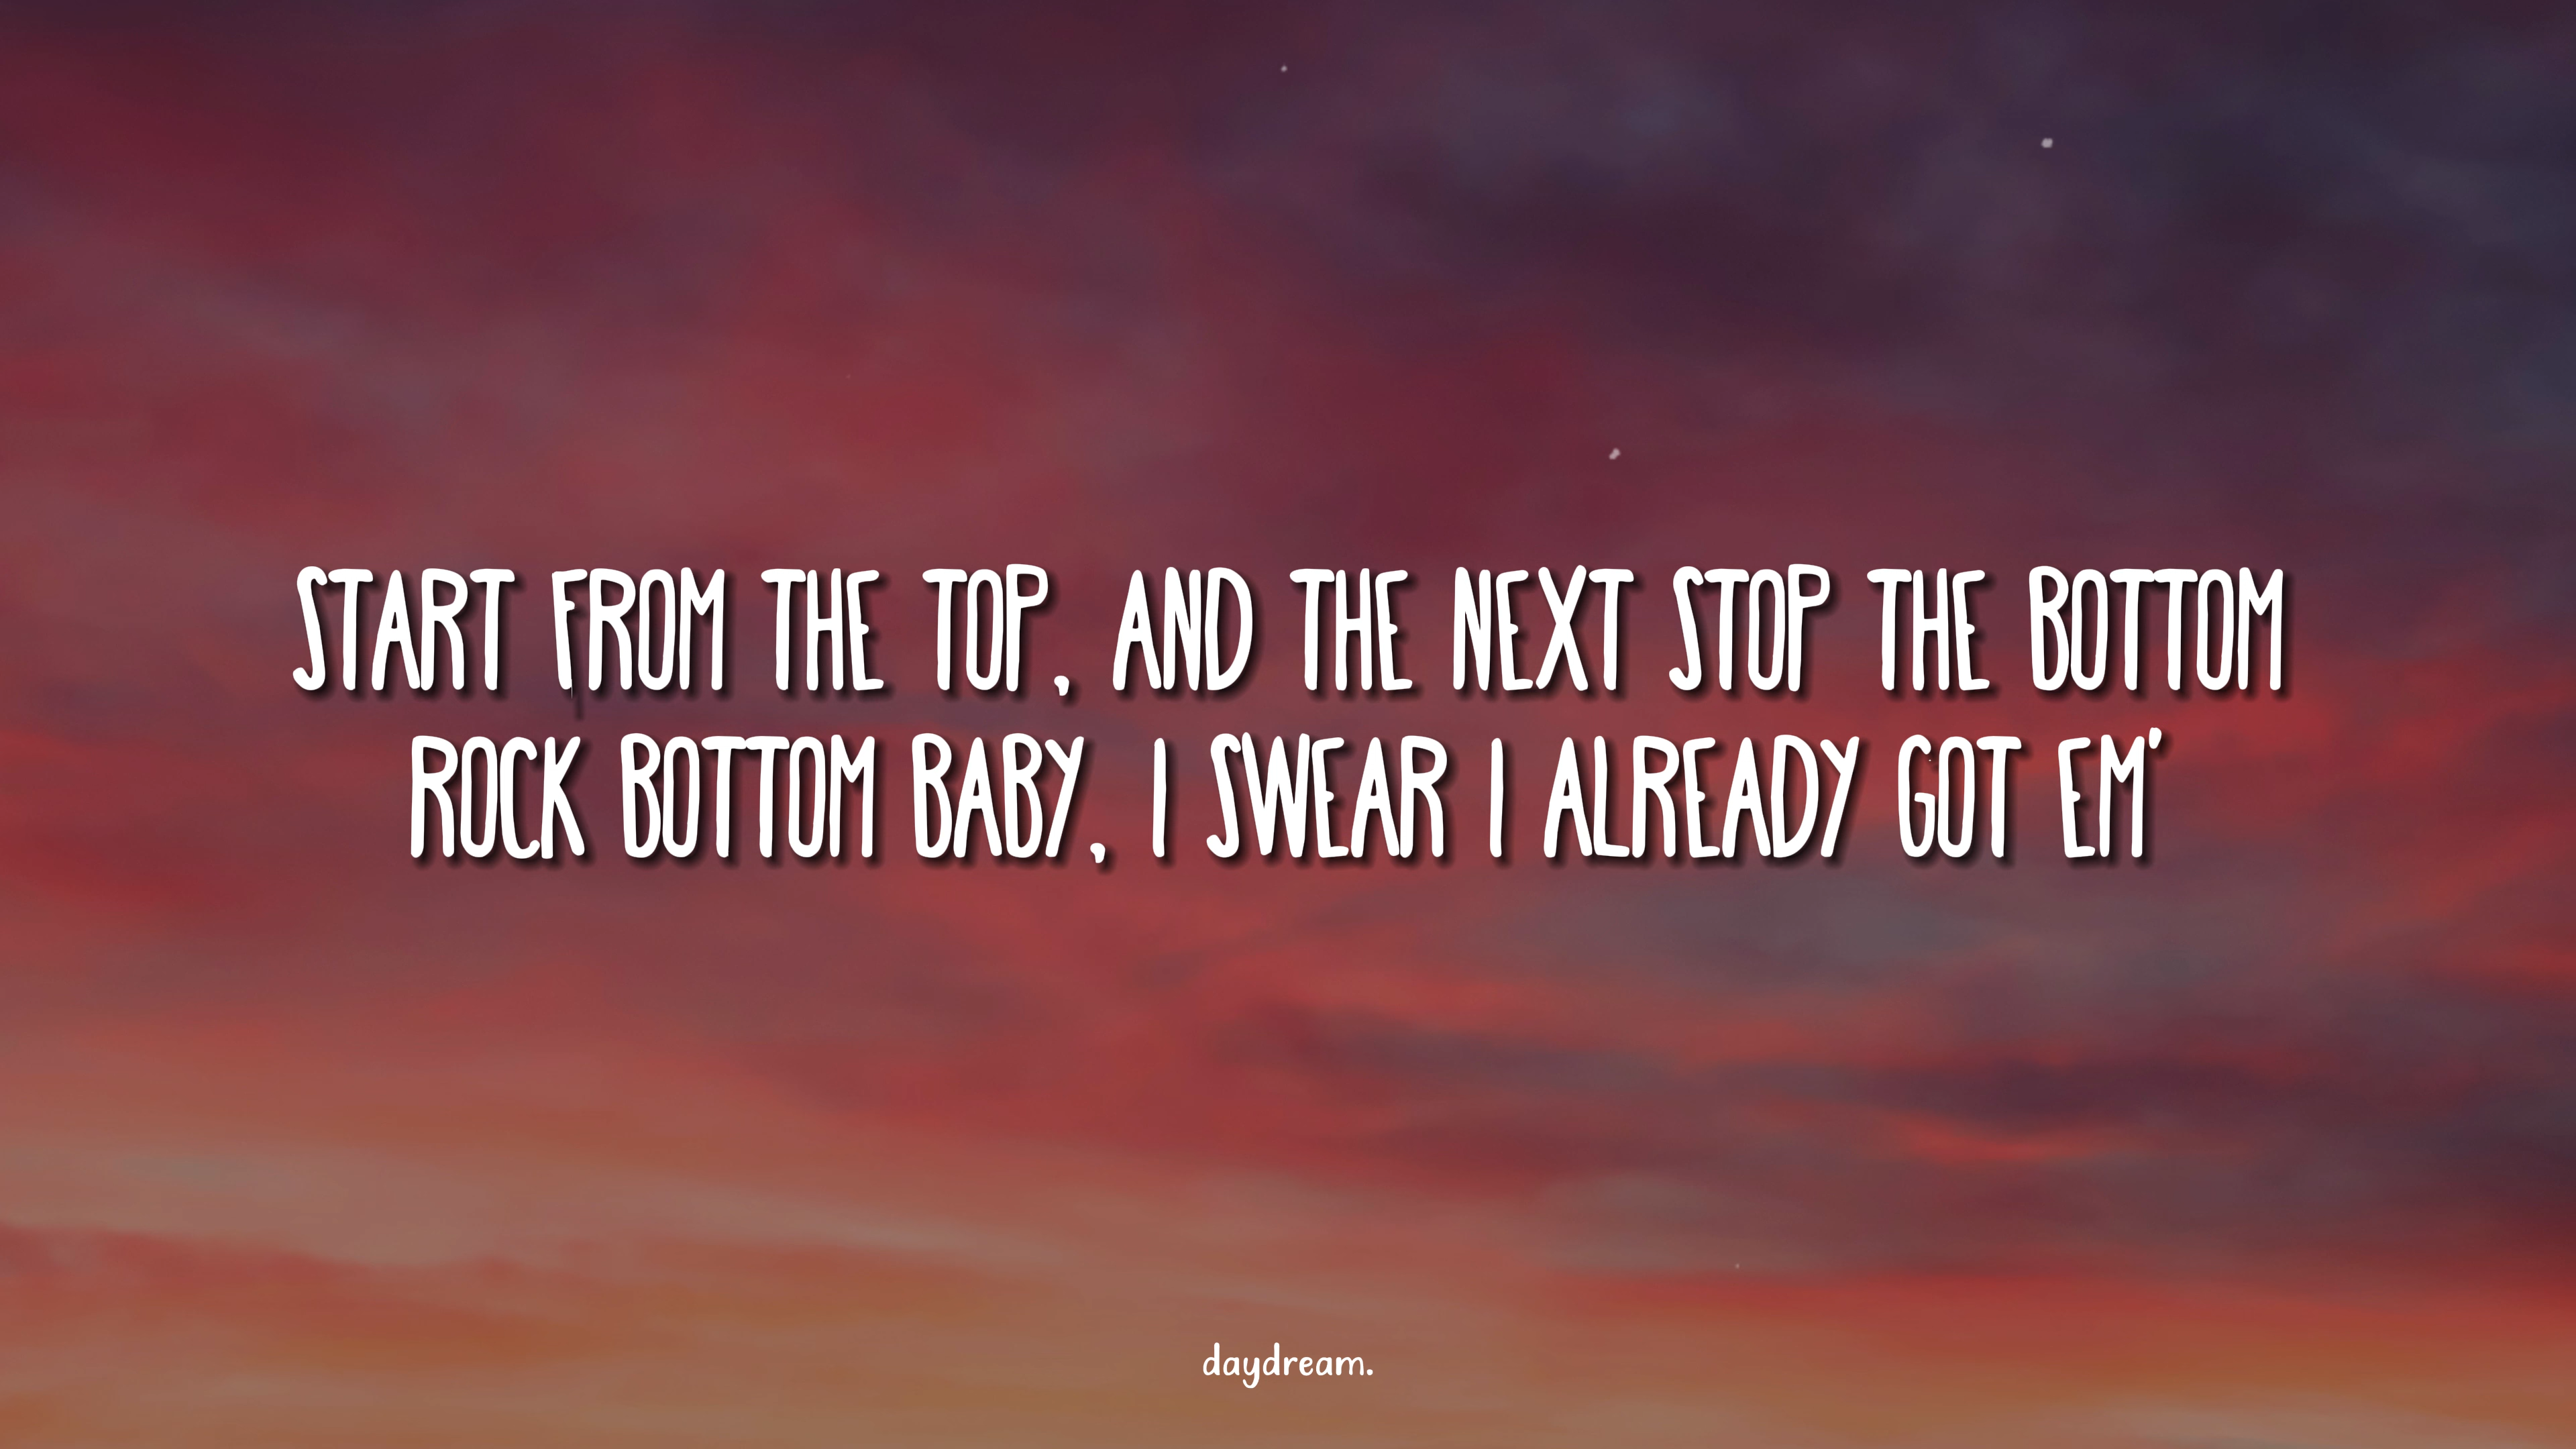 START FROM THE TOP, AND THE NEXT STOP THE BOTTOM
ROCK BOTTOM BABY, I SWEAR I ALREADY GOT EM'
daydream.